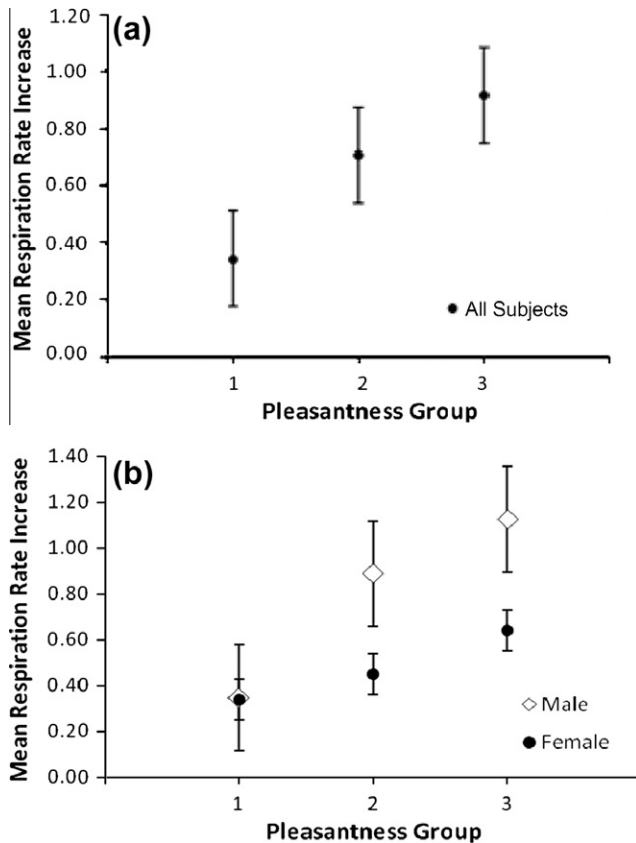 (a)
Mean Respiration Rate Increase
1.20
1.00
0.80
0.60
0.40
0.20
0.00
All Subjects
1 2 3
Pleasantness Group
(b)
Mean Respiration Rate Increase
1.40
1.20
1.00
0.80
0.60
0.40
0.20
0.00
Male
Female
1 2 3
Pleasantness Group